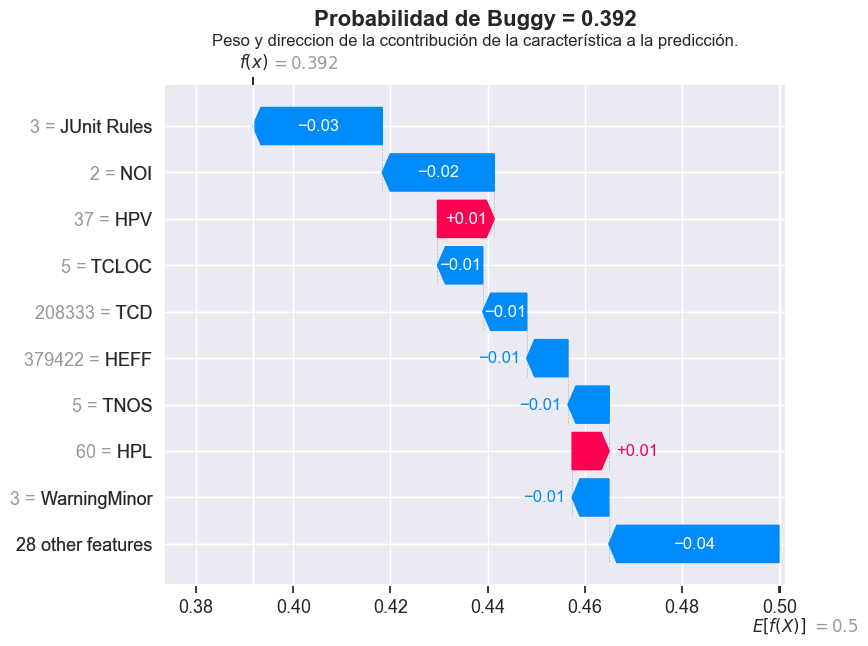 Probabilidad de Buggy = 0.392
Peso y direccion de la ccontribución de la característica a la predicción.
f(x) = 0.392
3 = JUnit Rules −0.03
2 = NOI −0.02
37 = HPV +0.01
5 = TCLOC −0.01
208333 = TCD −0.01
379422 = HEFF −0.01
5 = TNOS −0.01
60 = HPL +0.01
3 = WarningMinor −0.01
28 other features −0.04
0.38 0.40 0.42 0.44 0.46 0.48 0.50
E[f(X)] = 0.5